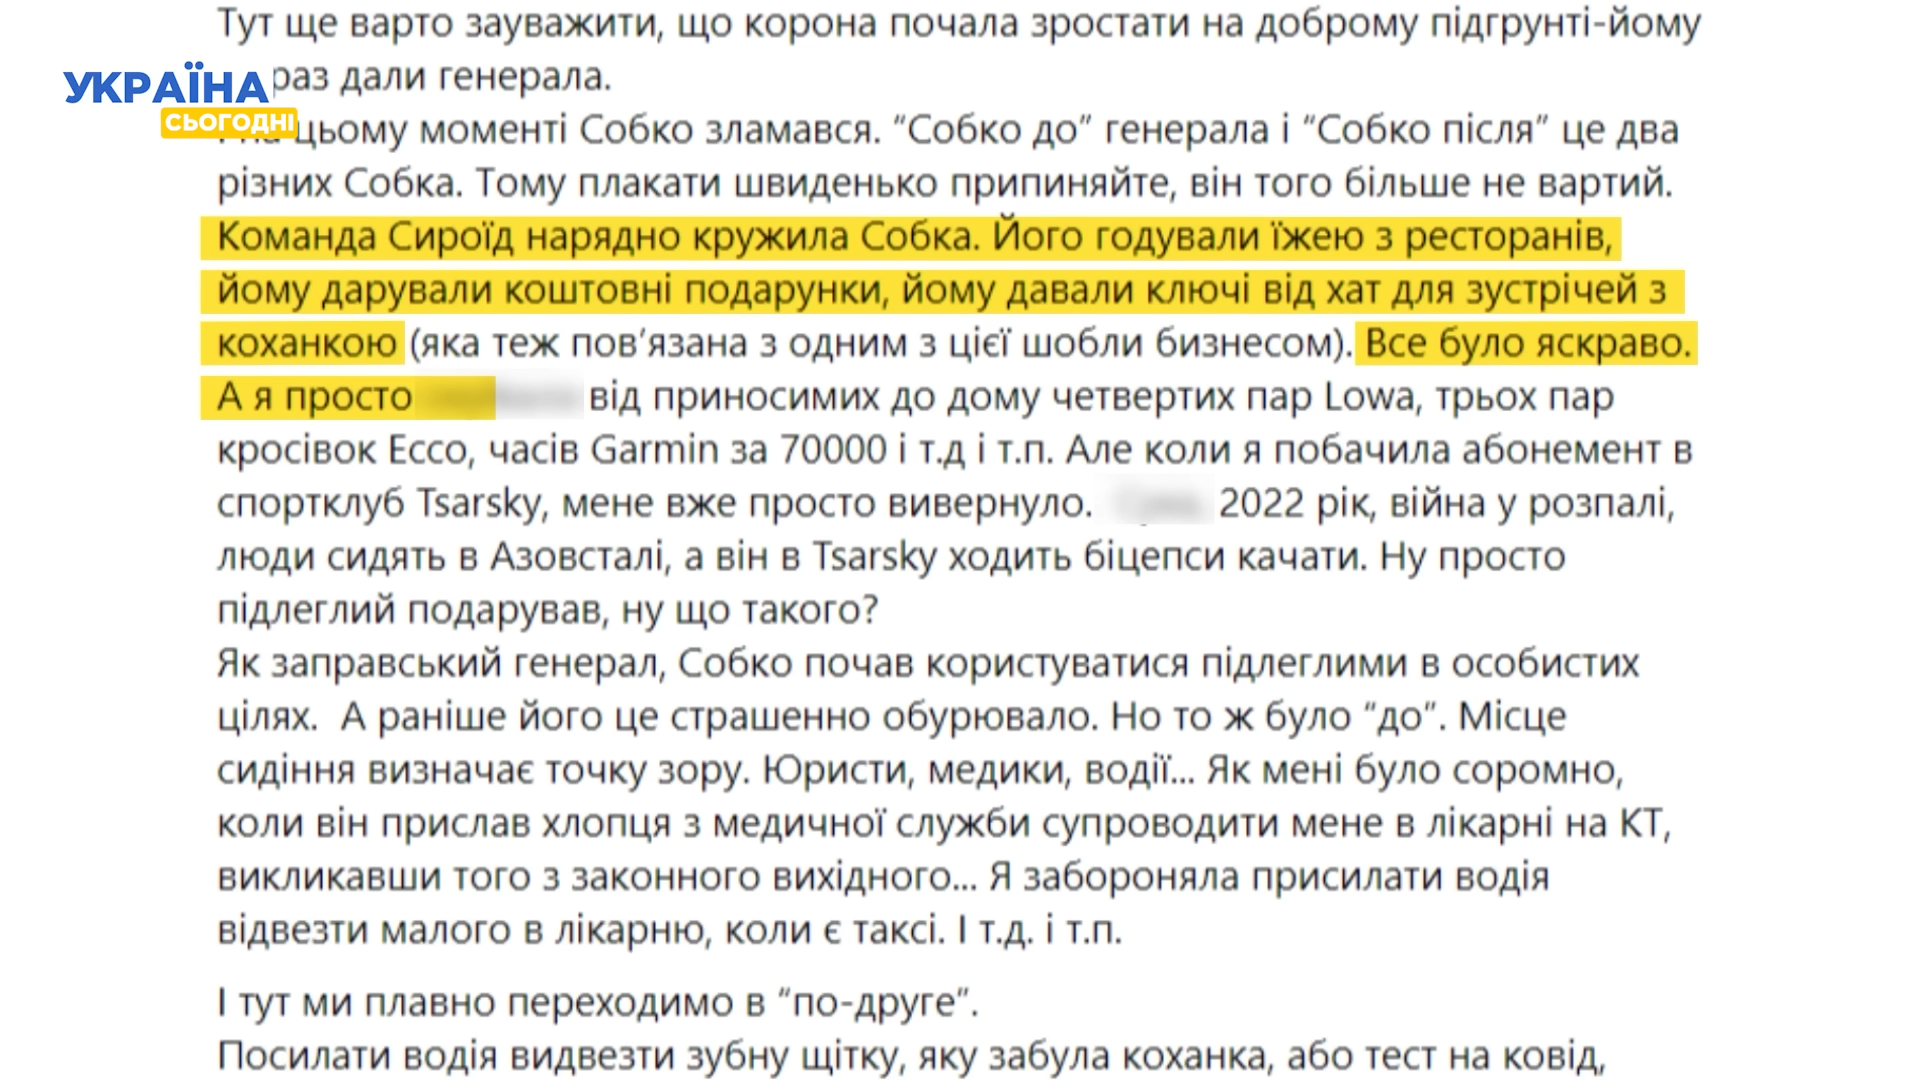 Тут ще варто зауважити, що корона почала зростати на доброму підгрунті-йому
раз дали генерала.
УКРАЇНА
СЬОГОДНІ
цьому моменті Собко зламався. “Собко до” генерала і “Собко після” це два
різних Собка. Тому плакати швиденько припиняйте, він того більше не вартий.
Команда Сироїд нарядно кружила Собка. Його годували їжею з ресторанів,
йому дарували коштовні подарунки, йому давали ключі від хат для зустрічей з
коханкою (яка теж пов’язана з одним з цієї шобли бизнесом). Все було яскраво.
А я просто від приносимих до дому четвертих пар Lowa, трьох пар
кросівок Ecco, часів Garmin за 70000 і т.д і т.п. Але коли я побачила абонемент в
спортклуб Tsarsky, мене вже просто вивернуло. 2022 рік, війна у розпалі,
люди сидять в Азовсталі, а він в Tsarsky ходить біцепси качати. Ну просто
підлеглий подарував, ну що такого?
Як заправський генерал, Собко почав користуватися підлеглими в особистих
цілях. А раніше його це страшенно обурювало. Но то ж було “до”. Місце
сидіння визначає точку зору. Юристи, медики, водії... Як мені було соромно,
коли він прислав хлопця з медичної служби супроводити мене в лікарні на КТ,
викликавши того з законного вихідного... Я забороняла присилати водія
відвезти малого в лікарню, коли є таксі. І т.д. і т.п.
І тут ми плавно переходимо в “по-друге”.
Посилати водія видвезти зубну щітку, яку забула коханка, або тест на ковід,